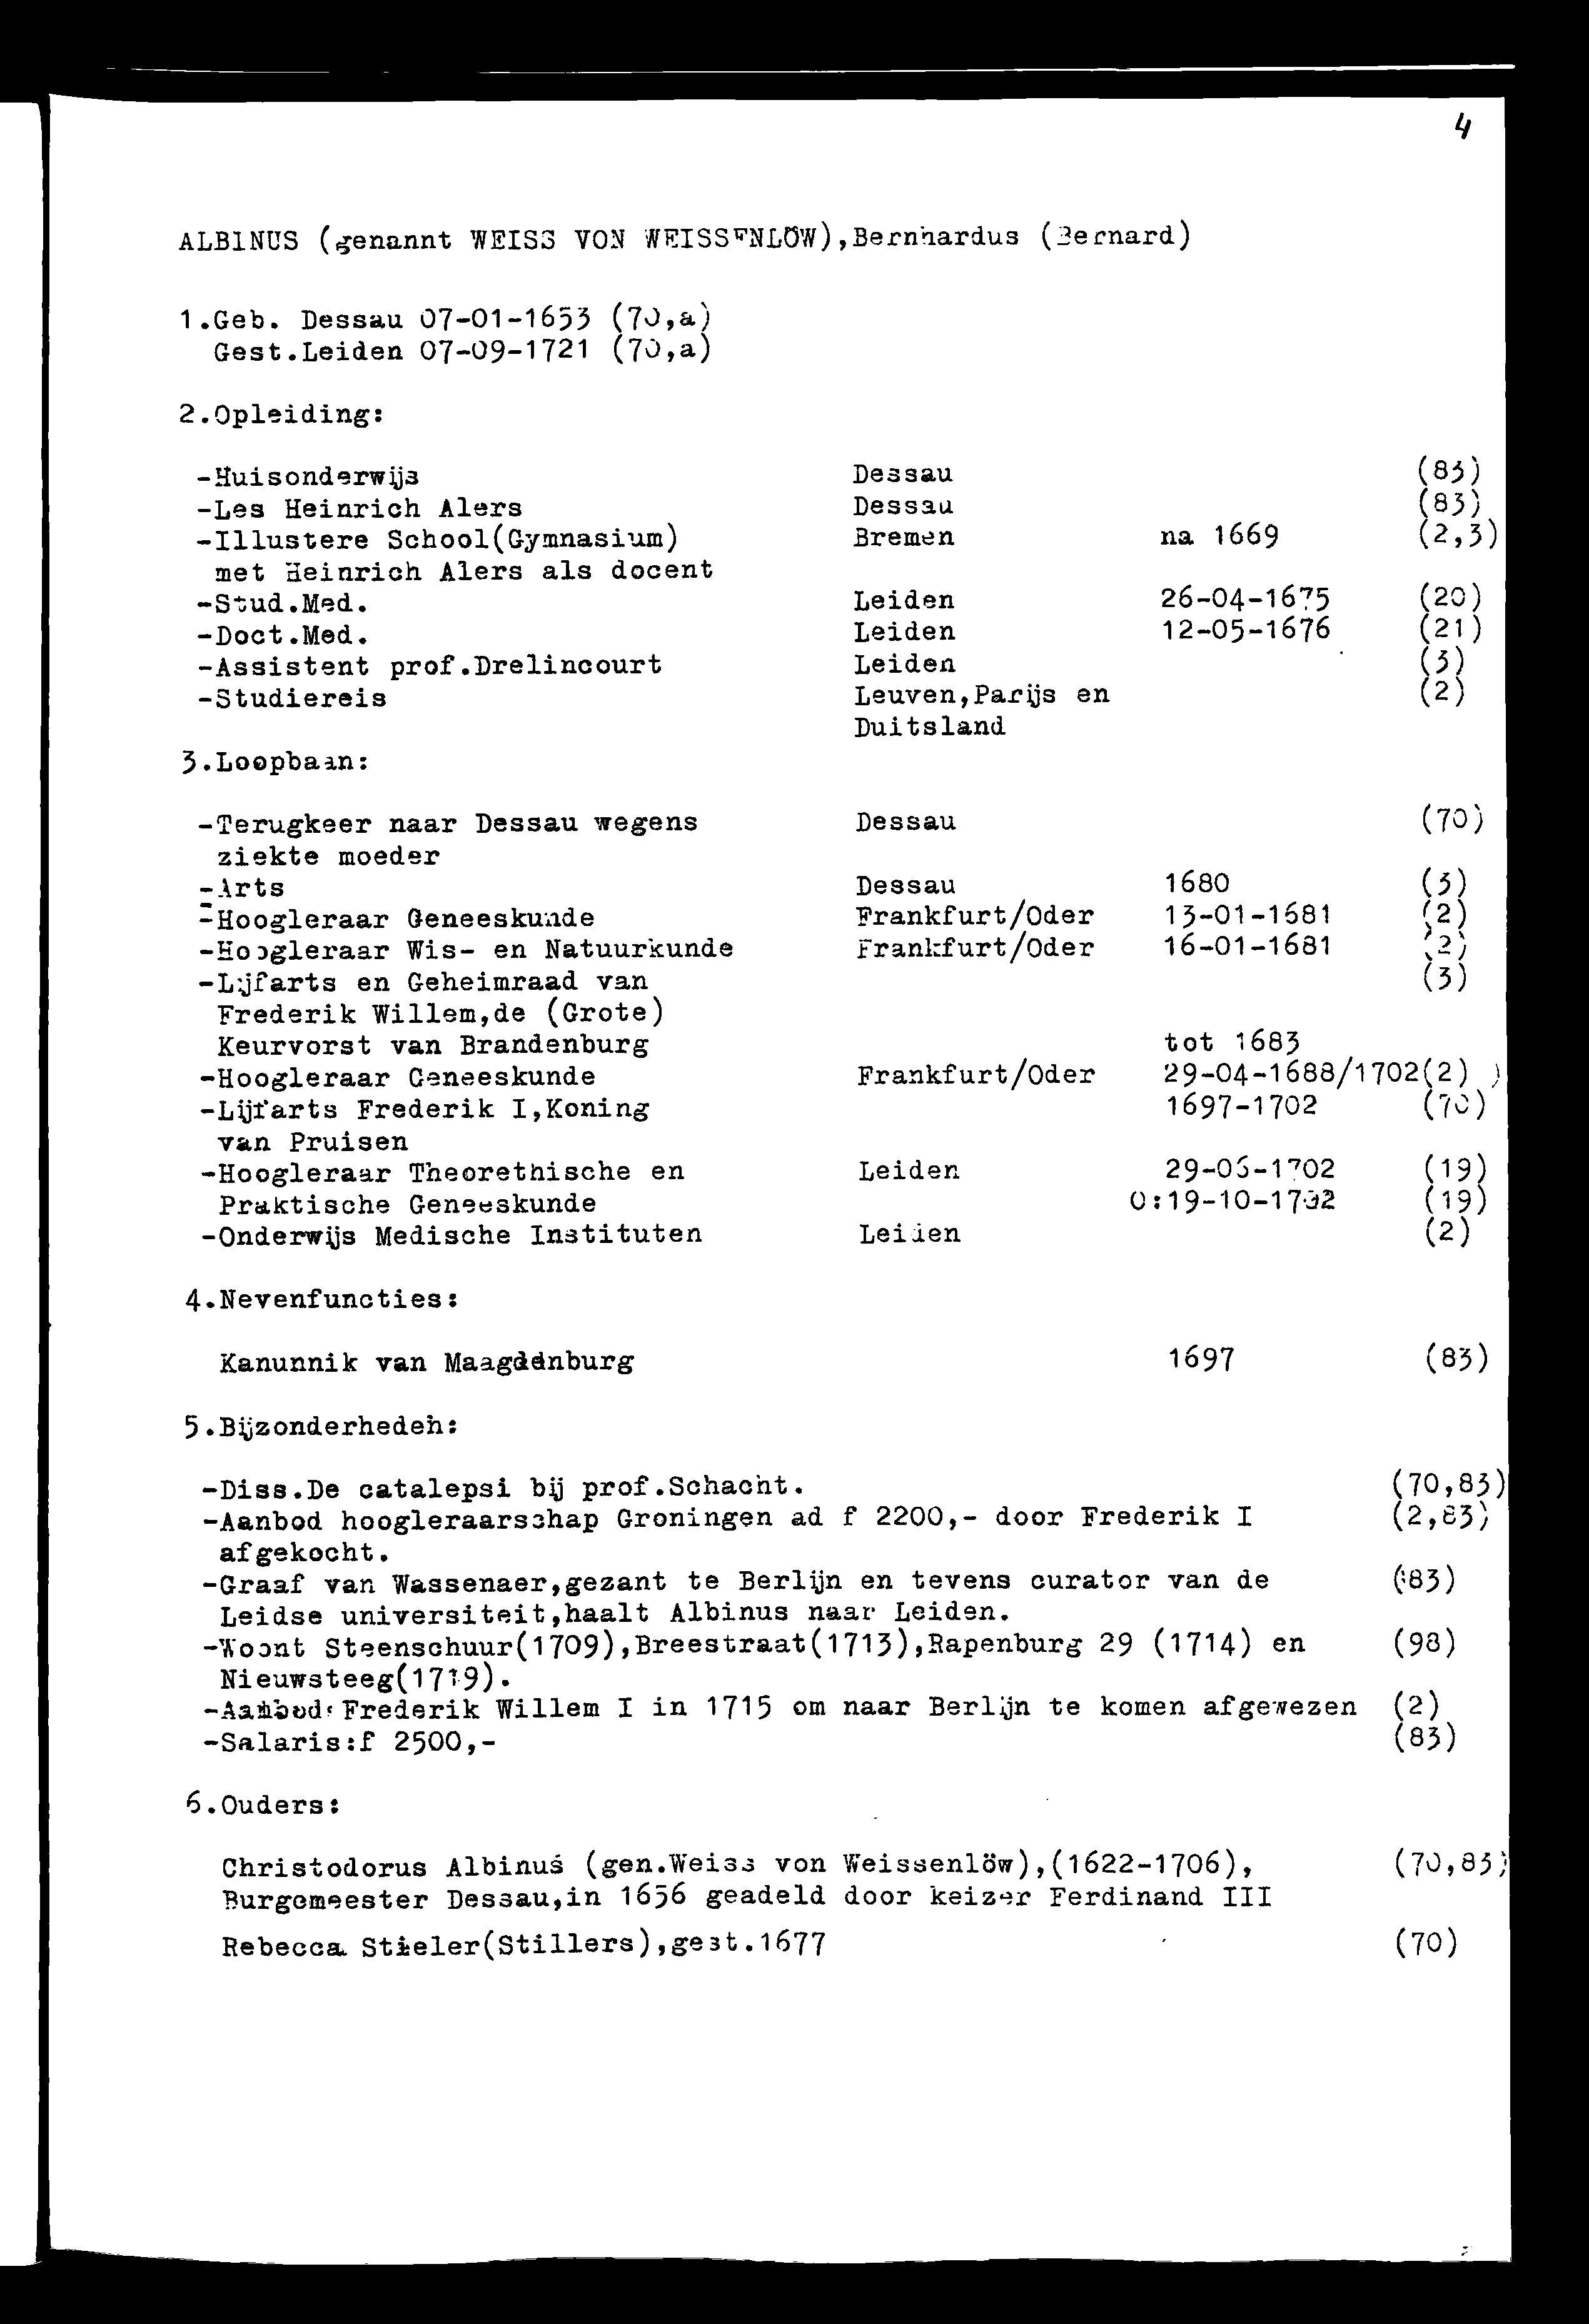 4
ALBINUS (genannt WEISS VON WEISSENLÖW),Bernhardus (Bernard)
1.Geb. Dessau 07-01-1653 (70,a)
Gest.Leiden 07-09-1721 (70,a)
2.Opleiding:
-Huisonderwijs Dessau (83)
-Les Heinrich Alers Dessau (83)
-Illustere School(Gymnasium) Bremen na 1669 (2,3)
met Heinrich Alers als docent
-Stud.Med. Leiden 26-04-1675 (20)
-Doct.Med. Leiden 12-05-1676 (21)
-Assistent prof.Drelincourt Leiden (3)
-Studiereis Leuven,Parijs en (2)
Duitsland
3.Loopbaan:
-Terugkeer naar Dessau wegens Dessau (70)
ziekte moeder
-Arts Dessau 1680 (3)
-Hoogleraar Geneeskunde Frankfurt/Oder 13-01-1681 (2)
-Hoogleraar Wis- en Natuurkunde Frankfurt/Oder 16-01-1681 (2)
-Lijfarts en Geheimraad van (3)
Frederik Willem,de (Grote)
Keurvorst van Brandenburg tot 1683
-Hoogleraar Geneeskunde Frankfurt/Oder 29-04-1688/1702(2) )
-Lijfarts Frederik I,Koning 1697-1702 (70)
van Pruisen
-Hoogleraar Theorethische en Leiden 29-06-1702 (19)
Praktische Geneeskunde O:19-10-1702 (19)
-Onderwijs Medische Instituten Leiden (2)
4.Nevenfuncties:
Kanunnik van Maagddnburg 1697 (83)
5.Bijzonderheden:
-Diss.De catalepsi bij prof.Schacht. (70,83)
-Aanbod hoogleraarschap Groningen ad f 2200,- door Frederik I (2,83)
afgekocht.
-Graaf van Wassenaer,gezant te Berlijn en tevens curator van de (83)
Leidse universiteit,haalt Albinus naar Leiden.
-Woont Steenschuur(1709),Breestraat(1713),Rapenburg 29 (1714) en (98)
Nieuwsteeg(1719).
-Aanbod Frederik Willem I in 1715 om naar Berlijn te komen afgewezen (2)
-Salaris:f 2500,- (83)
6.Ouders:
Christodorus Albinus (gen.Weiss von Weissenlöw),(1622-1706), (70,83)
Burgemeester Dessau,in 1656 geadeld door keizer Ferdinand III
Rebecca Stieler(Stillers),gest.1677 (70)